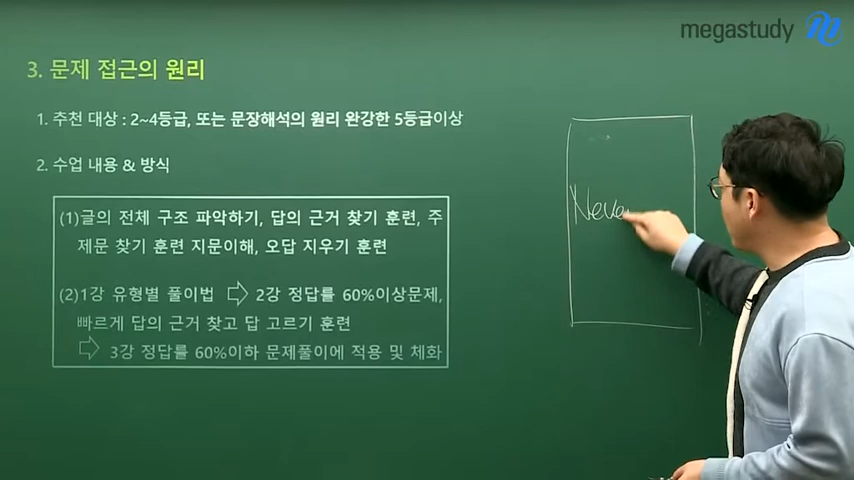 megastudy
3. 문제 접근의 원리
1. 추천 대상 : 2~4등급, 또는 문장해석의 원리 완강한 5등급이상
2. 수업 내용 & 방식
(1)글의 전체 구조 파악하기, 답의 근거 찾기 훈련, 주
제문 찾기 훈련 지문이해, 오답 지우기 훈련
(2)1강 유형별 풀이법 ⇨ 2강 정답률 60%이상문제,
빠르게 답의 근거 찾고 답 고르기 훈련
⇨ 3강 정답률 60%이하 문제풀이에 적용 및 체화
Neve